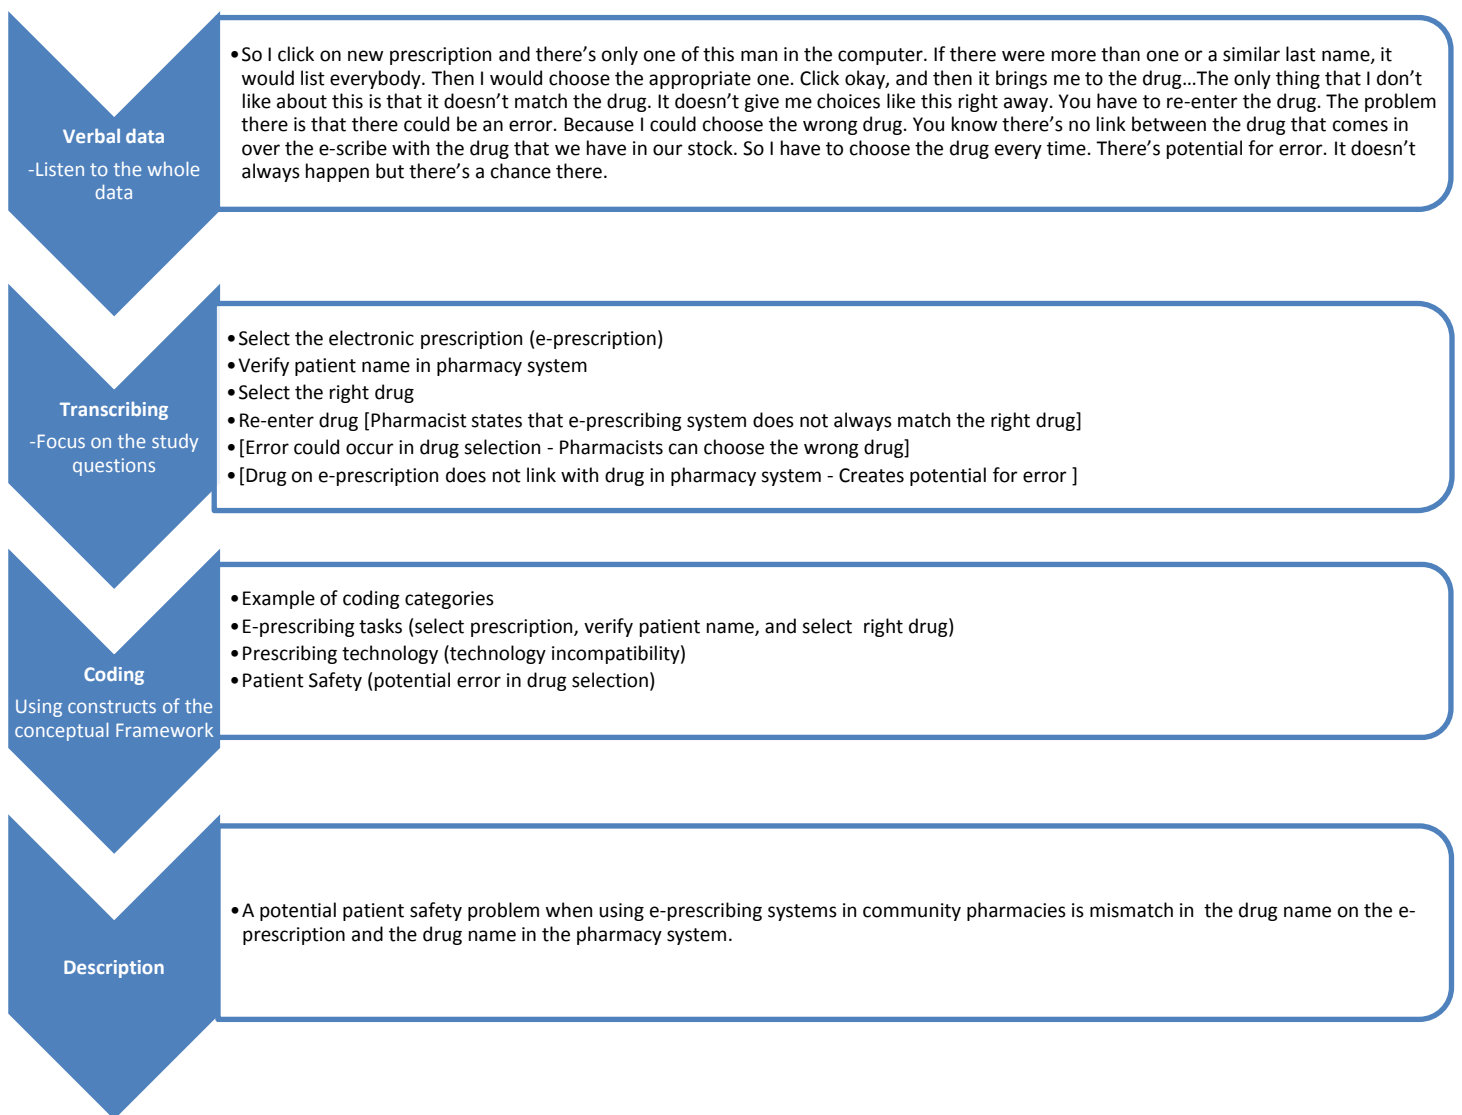 Verbal data
-Listen to the whole
data
•So I click on new prescription and there’s only one of this man in the computer. If there were more than one or a similar last name, it
would list everybody. Then I would choose the appropriate one. Click okay, and then it brings me to the drug...The only thing that I don’t
like about this is that it doesn’t match the drug. It doesn’t give me choices like this right away. You have to re-enter the drug. The problem
there is that there could be an error. Because I could choose the wrong drug. You know there’s no link between the drug that comes in
over the e-scribe with the drug that we have in our stock. So I have to choose the drug every time. There’s potential for error. It doesn’t
always happen but there’s a chance there.
Transcribing
-Focus on the study
questions
•Select the electronic prescription (e-prescription)
•Verify patient name in pharmacy system
•Select the right drug
•Re-enter drug [Pharmacist states that e-prescribing system does not always match the right drug]
•[Error could occur in drug selection - Pharmacists can choose the wrong drug]
•[Drug on e-prescription does not link with drug in pharmacy system - Creates potential for error ]
Coding
Using constructs of the
conceptual Framework
•Example of coding categories
•E-prescribing tasks (select prescription, verify patient name, and select  right drug)
•Prescribing technology (technology incompatibility)
•Patient Safety (potential error in drug selection)
Description
•A potential patient safety problem when using e-prescribing systems in community pharmacies is mismatch in  the drug name on the e-
prescription and the drug name in the pharmacy system.